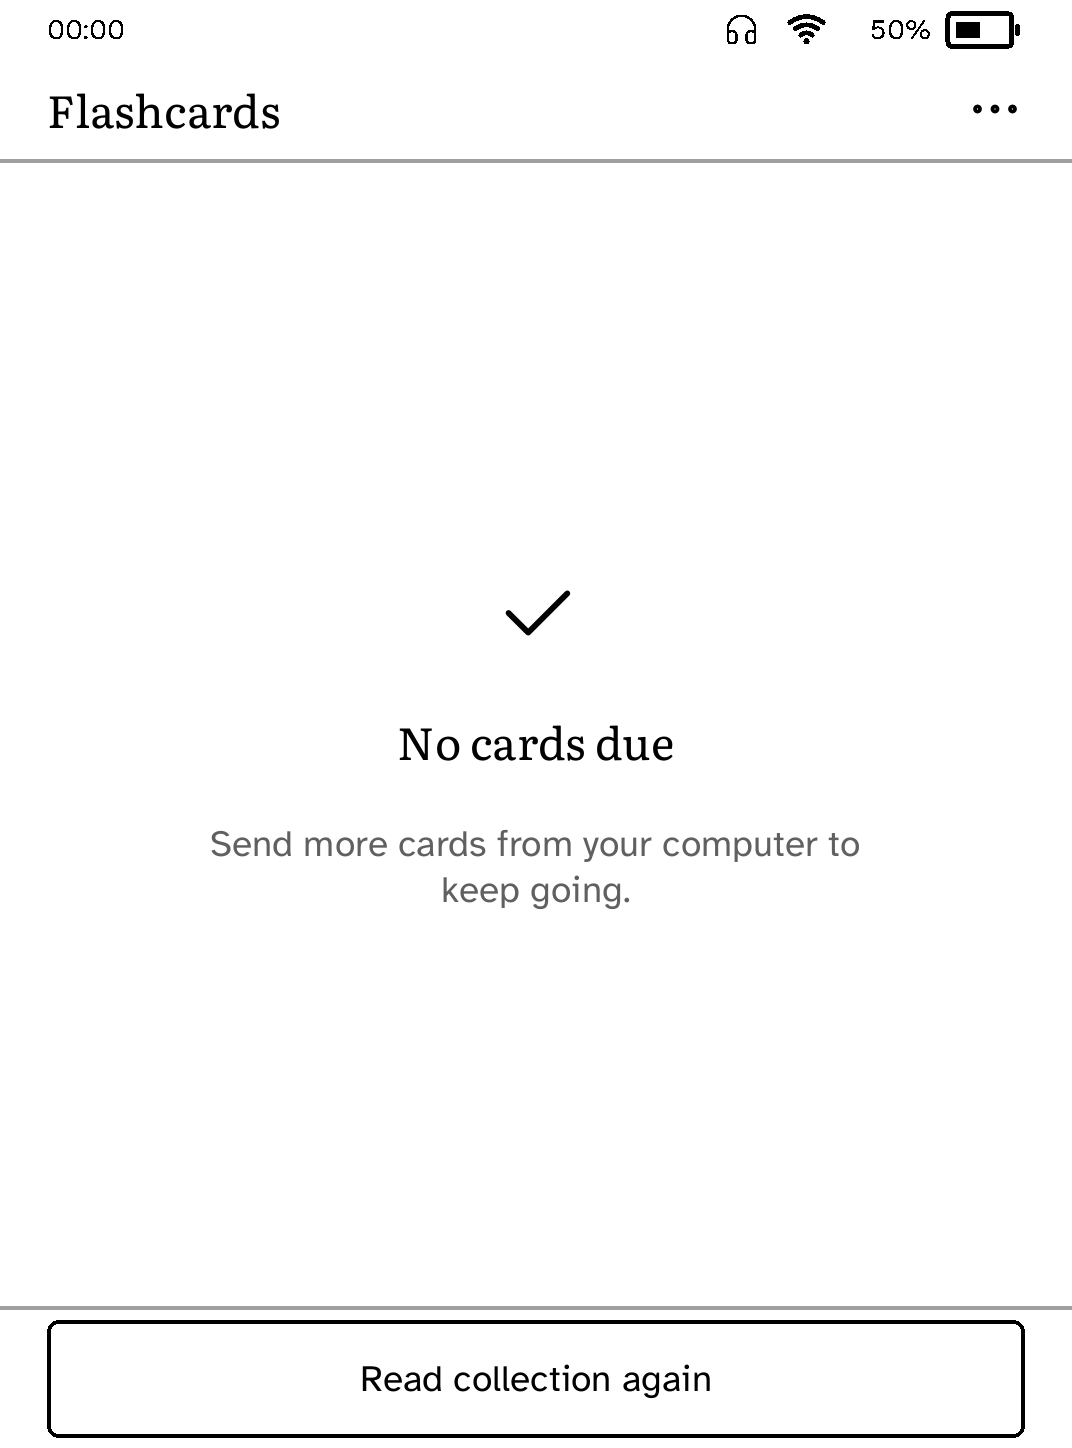 00:00
50%
Flashcards
No cards due
Send more cards from your computer to
keep going.
Read collection again